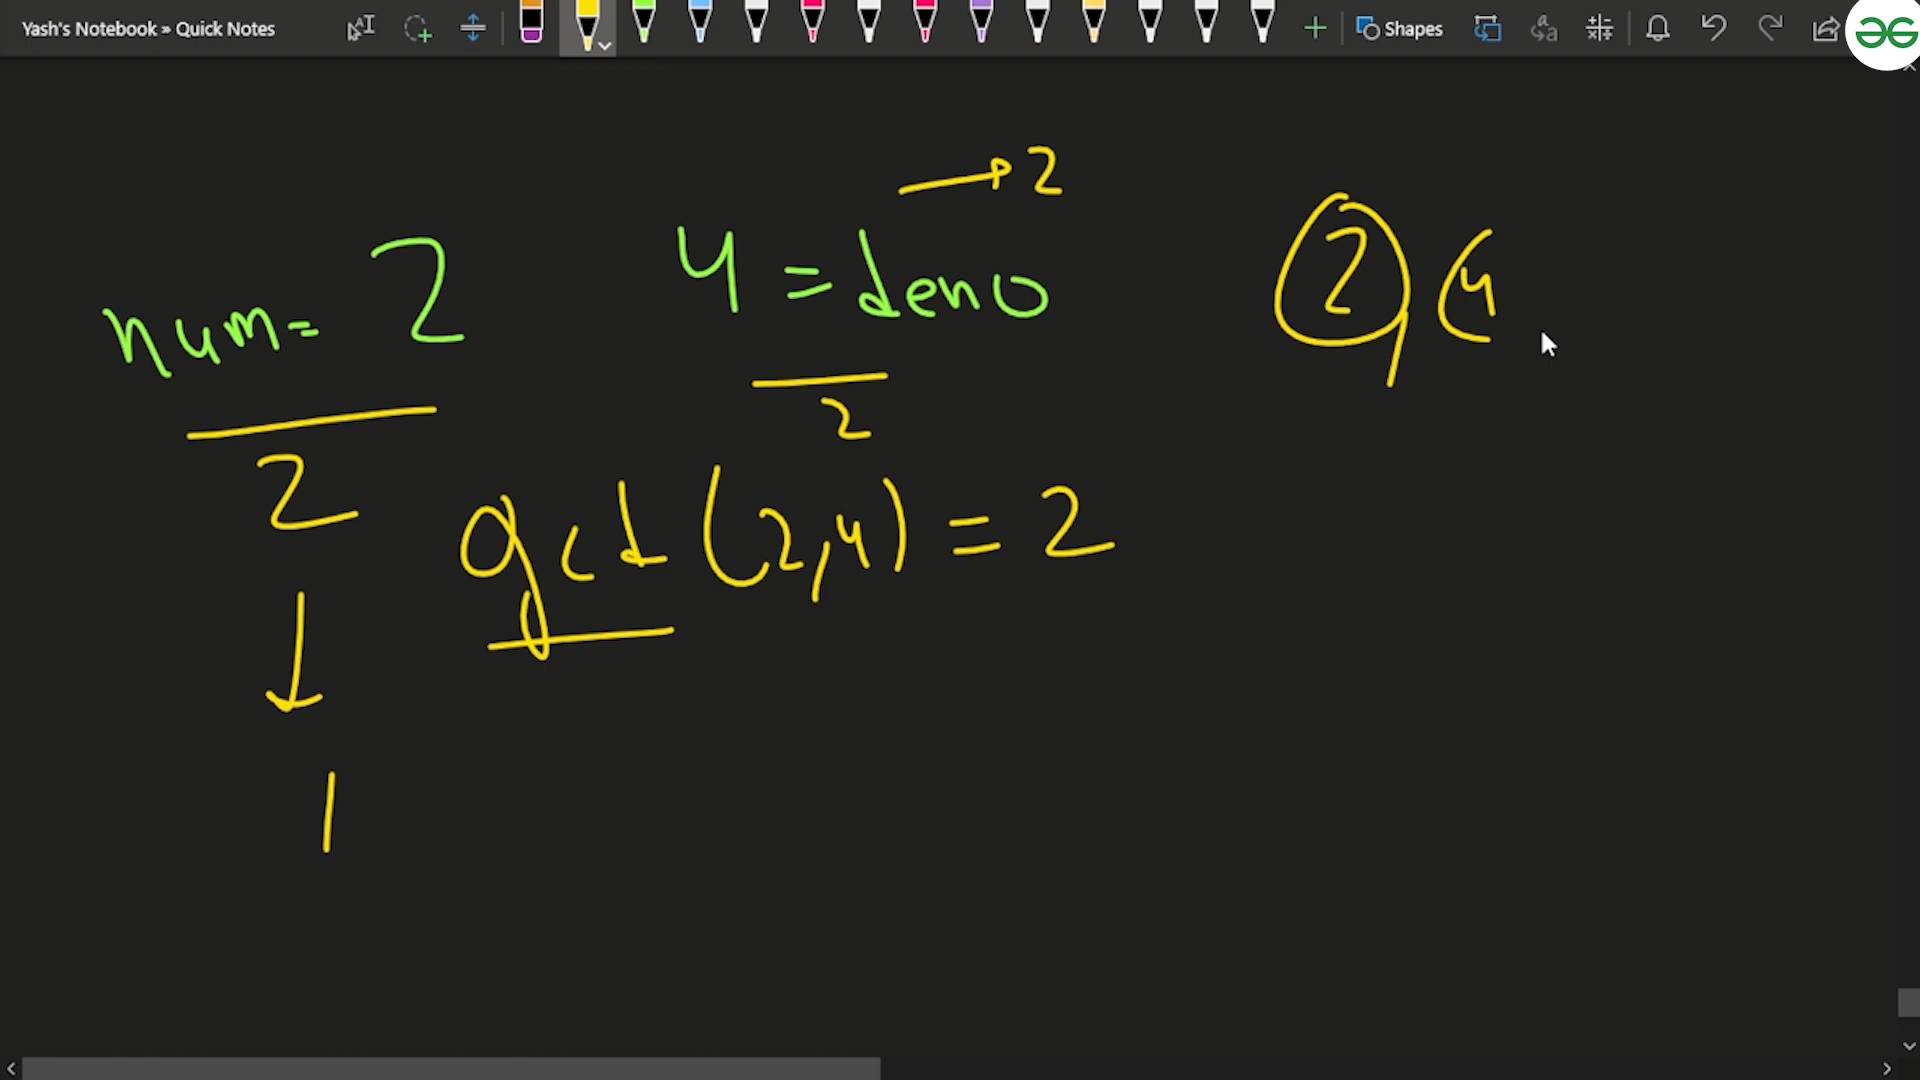 Yash's Notebook » Quick Notes
Shapes
→ 2
num = 2
4 = deno
2, 4
2
2
gcd (2,4) = 2
1